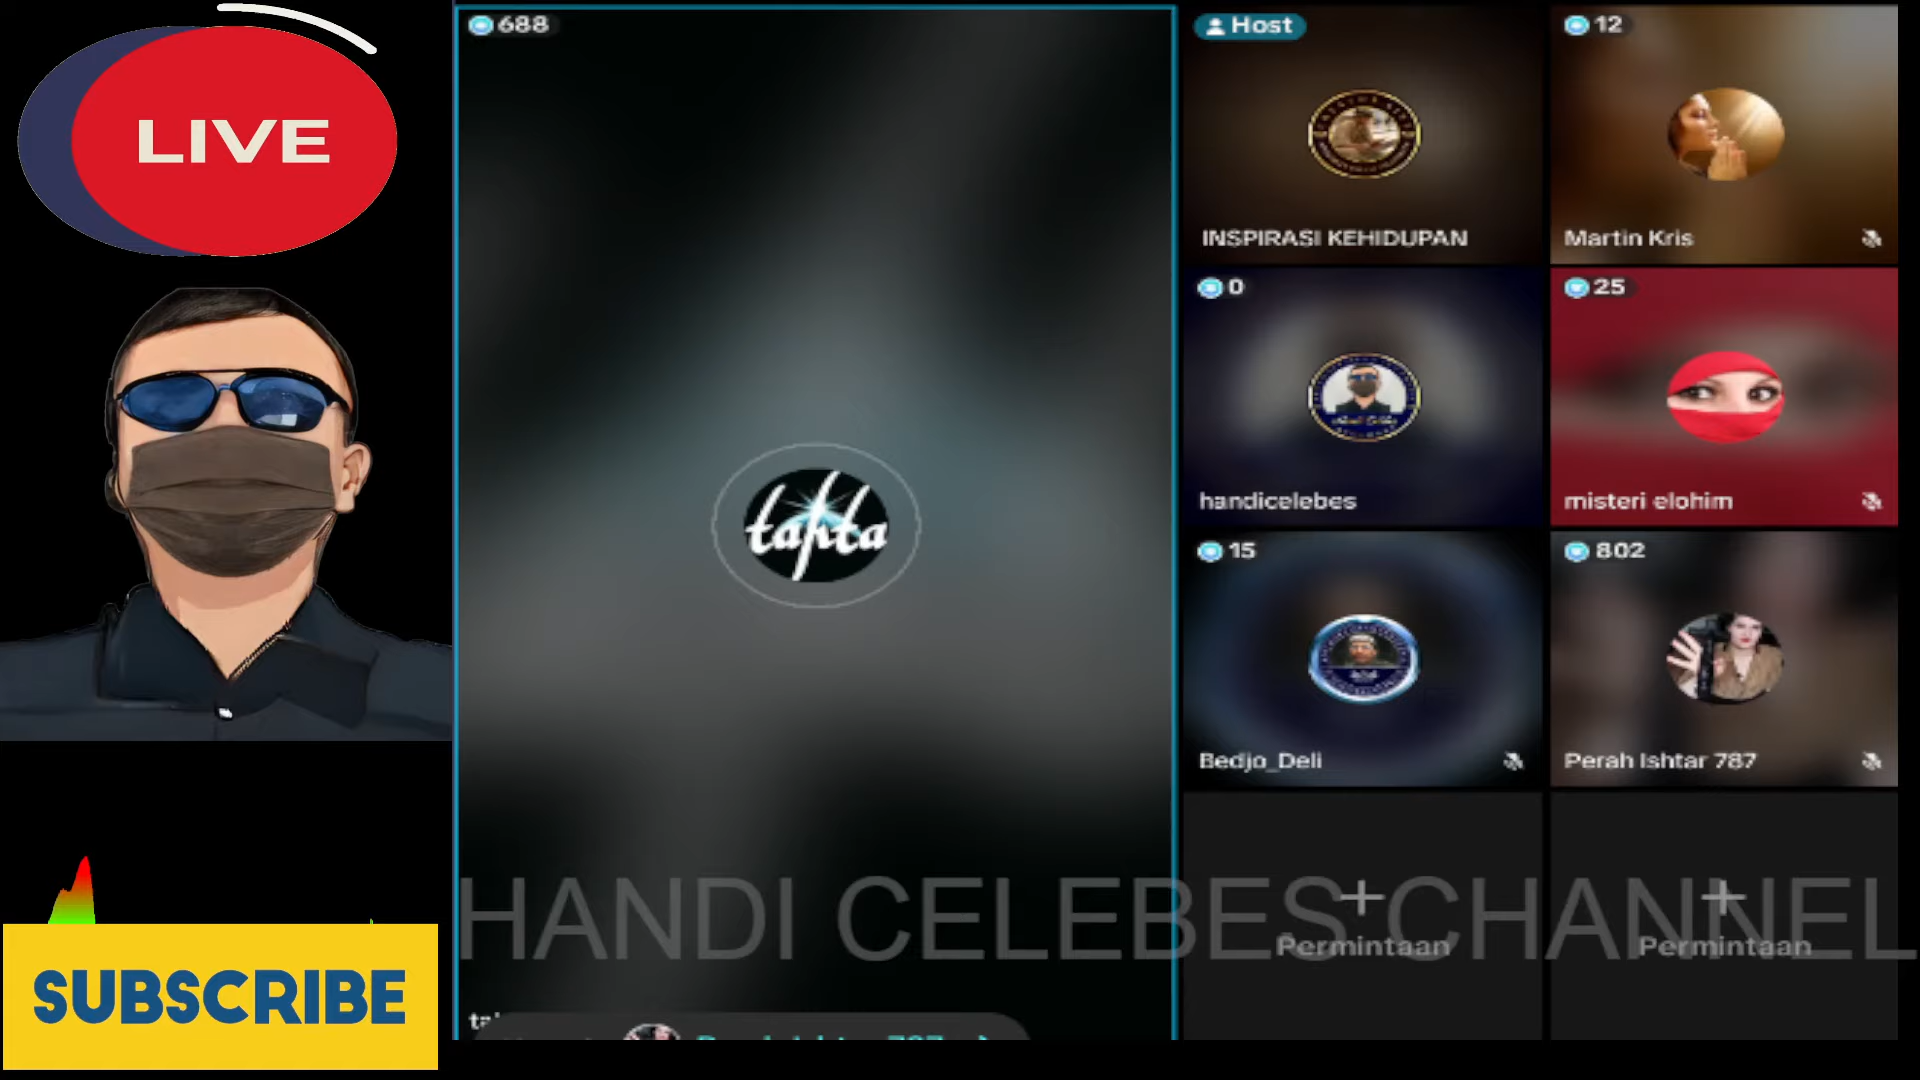 LIVE
SUBSCRIBE
688
tahta
Host
INSPIRASI KEHIDUPAN
12
Martin Kris
0
handicelebes
25
misteri elohim
15
Bedjo_Deli
802
Perah Ishtar 787
Permintaan
Permintaan
HANDI CELEBES CHANNEL